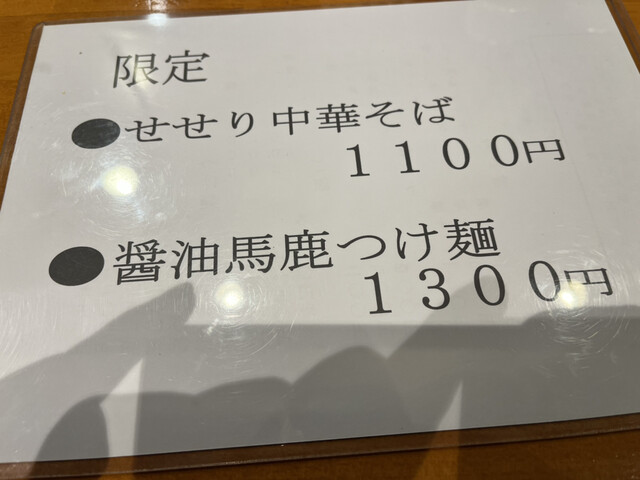 限定
●せせり中華そば
１１００円
●醤油馬鹿つけ麺
１３００円